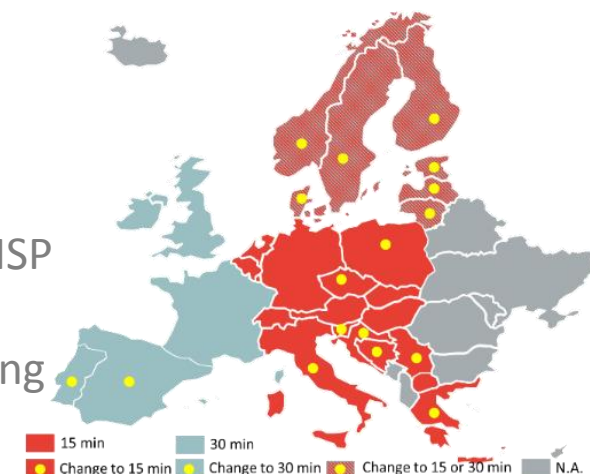 ISP
ng
15 min
30 min
Change to 15 min
Change to 30 min
Change to 15 or 30 min
N.A.